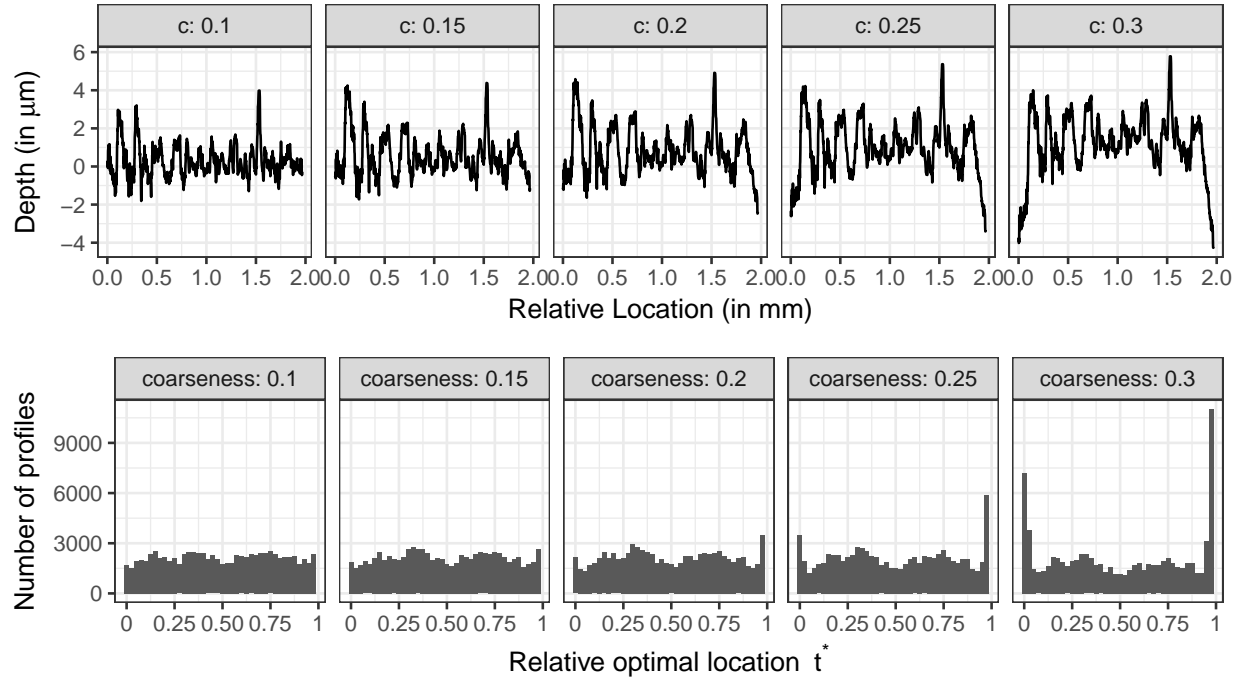 c: 0.1 c: 0.15 c: 0.2 c: 0.25 c: 0.3
6
4
2
0
−2
−4
Depth (in μm)
0.0 0.5 1.0 1.5 2.0 0.0 0.5 1.0 1.5 2.0 0.0 0.5 1.0 1.5 2.0 0.0 0.5 1.0 1.5 2.0 0.0 0.5 1.0 1.5 2.0
Relative Location (in mm)
coarseness: 0.1 coarseness: 0.15 coarseness: 0.2 coarseness: 0.25 coarseness: 0.3
9000
6000
3000
0
Number of profiles
0 0.25 0.50 0.75 1 0 0.25 0.50 0.75 1 0 0.25 0.50 0.75 1 0 0.25 0.50 0.75 1 0 0.25 0.50 0.75 1
Relative optimal location t*